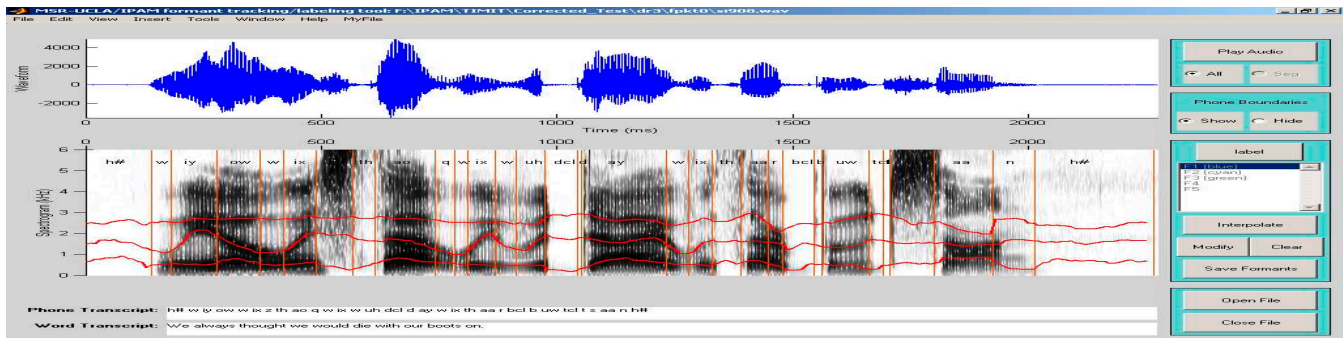 MSR-UCLA/IPAM formant tracking/labeling tool: F:\IPAM\TIMIT\Corrected_Test\dr3\fpkt0\si908.wav
File Edit View Insert Tools Window Help MyFile
Waveform
4000
2000
0
-2000
0 500 1000 1500 2000
Time (ms)
0 500 1000 1500 2000
Spectrogram (kHz)
6
5
4
3
2
1
0
h# w iy ow w ix th ao q w ix w uh dcl d ay w ix th aa r bcl b uw tcl aa n h#
Play Audio
All Seg
Phone Boundaries
Show Hide
label
F1 (blue)
F2 (cyan)
F3 (green)
F4
F5
Interpolate
Modify Clear
Save Formants
Open File
Close File
Phone Transcript: h# w iy ow w ix z th ao q w ix w uh dcl d ay w ix th aa r bcl b uw tcl t s aa n h#
Word Transcript: We always thought we would die with our boots on.